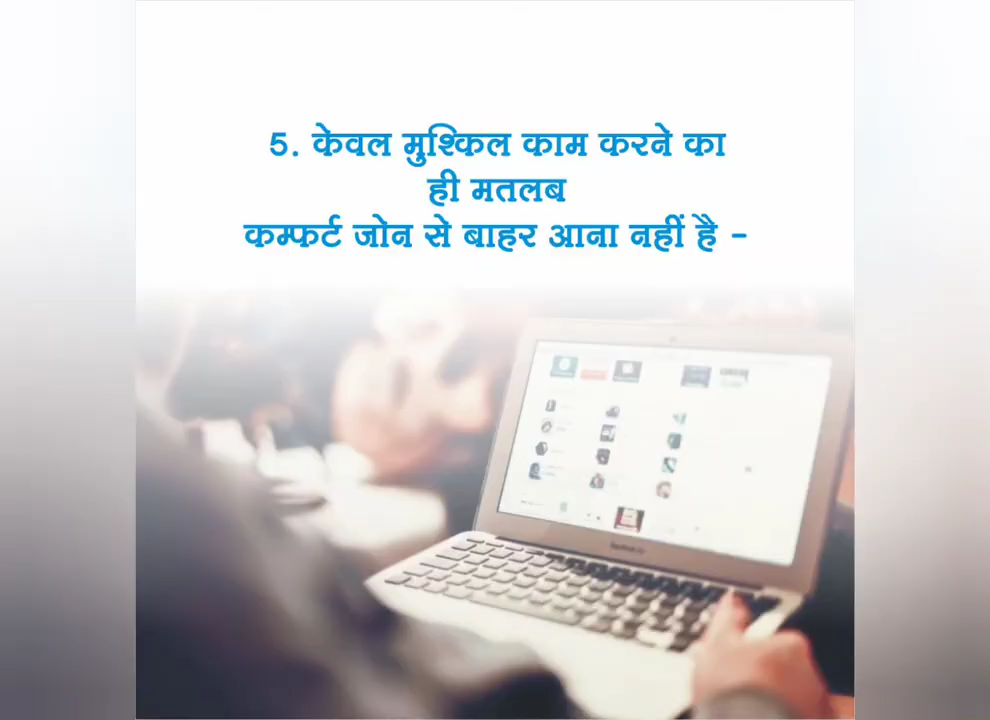 5. केवल मुश्किल काम करने का
ही मतलब
कम्फर्ट जोन से बाहर आना नहीं है -